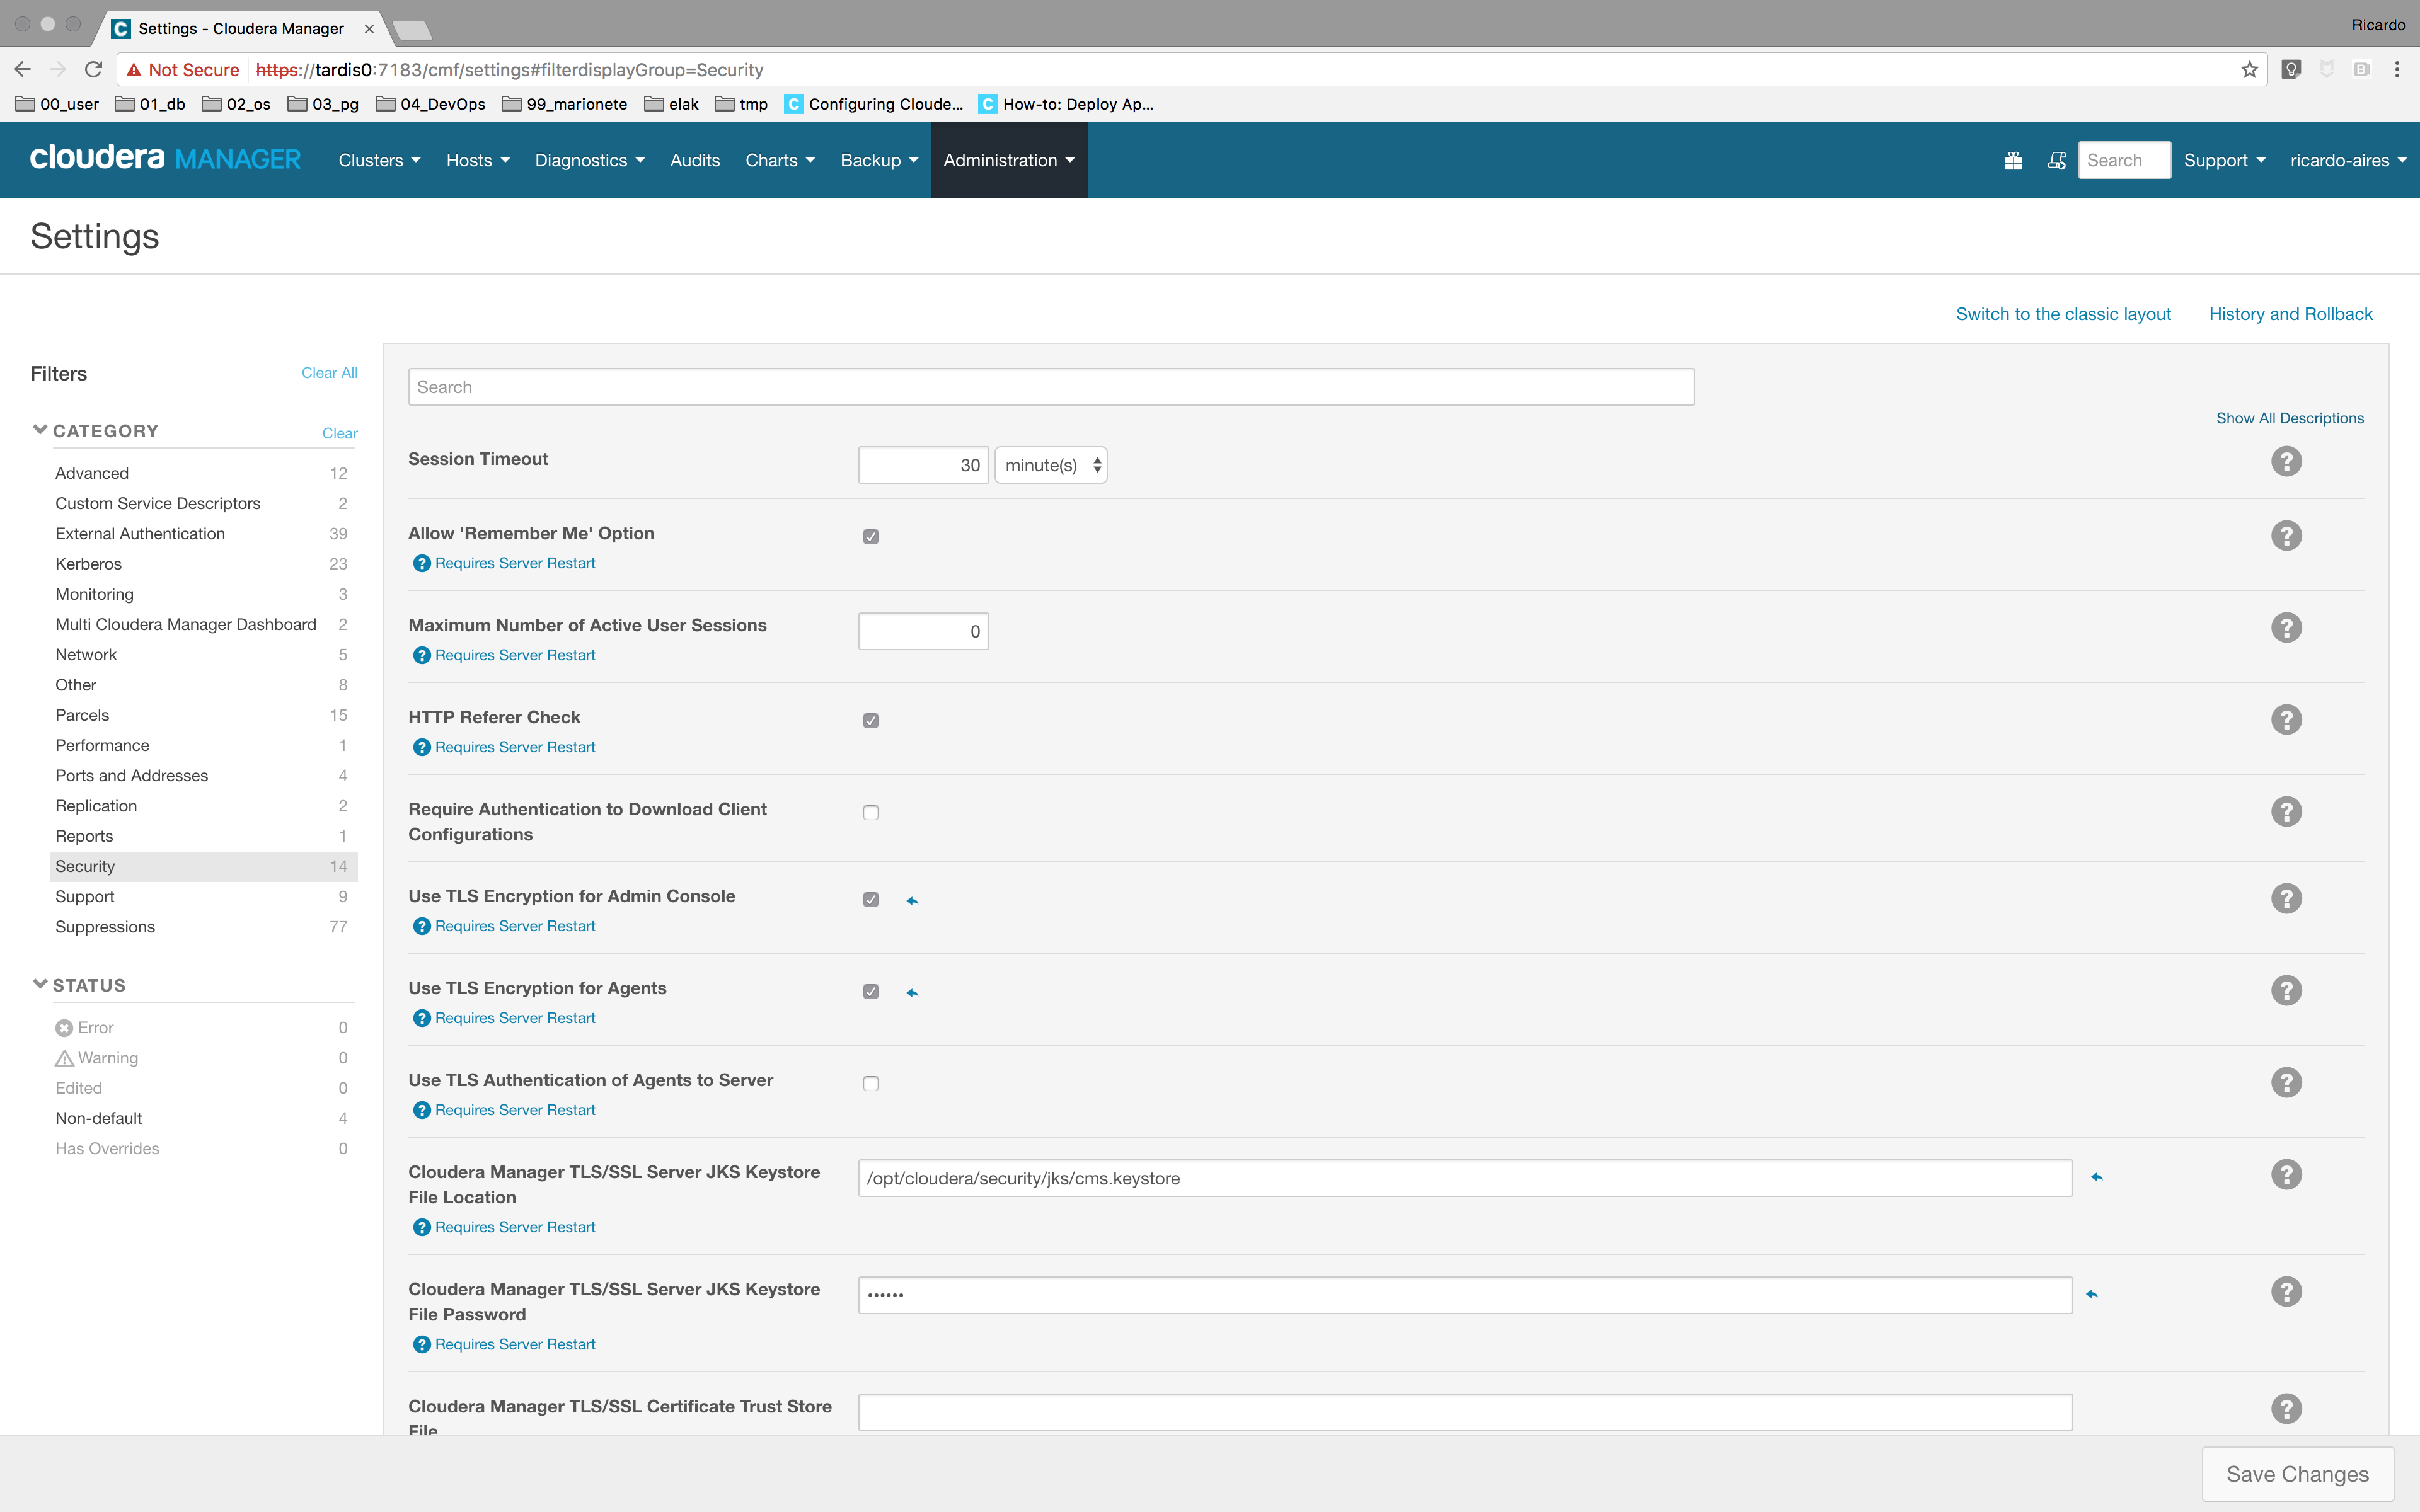 Settings - Cloudera Manager
Ricardo
Not Secure https://tardis0:7183/cmf/settings#filterdisplayGroup=Security
00_user 01_db 02_os 03_pg 04_DevOps 99_marionete elak tmp Configuring Cloude... How-to: Deploy Ap...
cloudera MANAGER Clusters Hosts Diagnostics Audits Charts Backup Administration Search Support ricardo-aires
Settings
Switch to the classic layout History and Rollback
Filters Clear All
CATEGORY Clear
Advanced 12
Custom Service Descriptors 2
External Authentication 39
Kerberos 23
Monitoring 3
Multi Cloudera Manager Dashboard 2
Network 5
Other 8
Parcels 15
Performance 1
Ports and Addresses 4
Replication 2
Reports 1
Security 14
Support 9
Suppressions 77
STATUS
Error 0
Warning 0
Edited 0
Non-default 4
Has Overrides 0
Search
Show All Descriptions
Session Timeout 30 minute(s) ?
Allow 'Remember Me' Option ?
? Requires Server Restart
Maximum Number of Active User Sessions 0 ?
? Requires Server Restart
HTTP Referer Check ?
? Requires Server Restart
Require Authentication to Download Client ?
Configurations
Use TLS Encryption for Admin Console ?
? Requires Server Restart
Use TLS Encryption for Agents ?
? Requires Server Restart
Use TLS Authentication of Agents to Server ?
? Requires Server Restart
Cloudera Manager TLS/SSL Server JKS Keystore /opt/cloudera/security/jks/cms.keystore ?
File Location
? Requires Server Restart
Cloudera Manager TLS/SSL Server JKS Keystore •••••• ?
File Password
? Requires Server Restart
Cloudera Manager TLS/SSL Certificate Trust Store ?
File
Save Changes